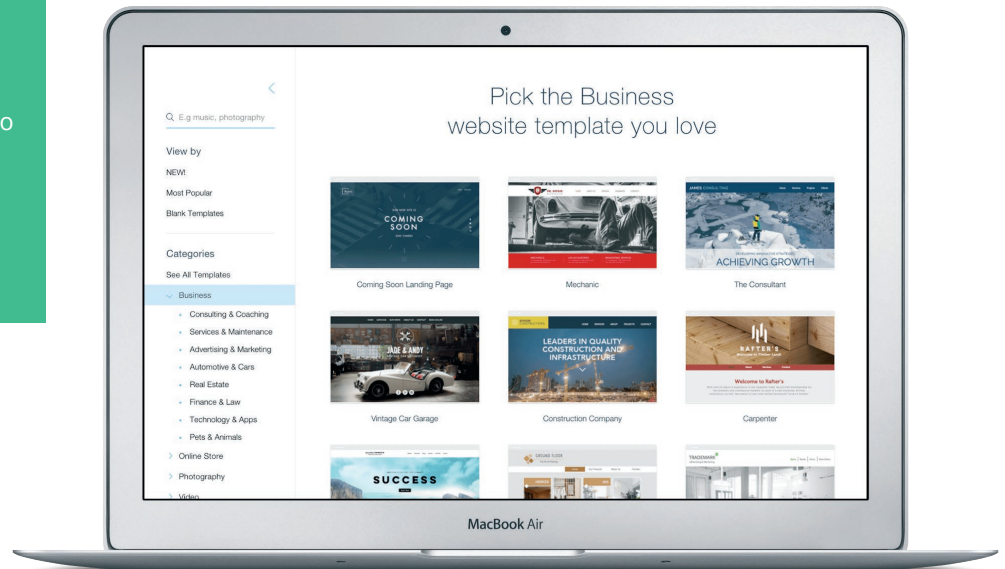 o
E.g music, photography
View by
NEW!
Most Popular
Blank Templates
Categories
See All Templates
Business
Consulting & Coaching
Services & Maintenance
Advertising & Marketing
Automotive & Cars
Real Estate
Finance & Law
Technology & Apps
Pets & Animals
Online Store
Photography
Video
Pick the Business
website template you love
COMING
SOON
Coming Soon Landing Page
Mechanic
JAMES CONSULTING
ACHIEVING GROWTH
The Consultant
JADE & ANDY
Vintage Car Garage
LEADERS IN QUALITY
CONSTRUCTION AND
INFRASTRUCTURE
Construction Company
RAFTER'S
Welcome to Rafter's
Carpenter
SUCCESS
TRADEMARK
MacBook Air